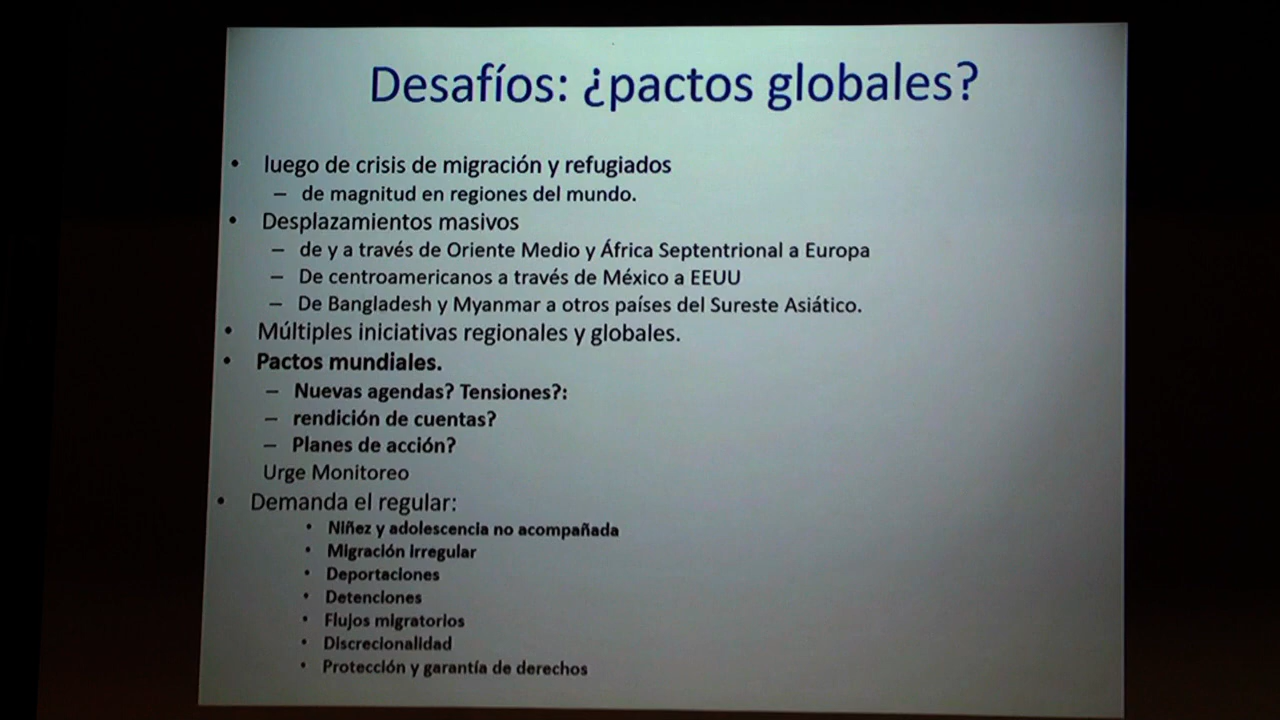 Desafíos: ¿pactos globales?
• luego de crisis de migración y refugiados
– de magnitud en regiones del mundo.
• Desplazamientos masivos
– de y a través de Oriente Medio y África Septentrional a Europa
– De centroamericanos a través de México a EEUU
– De Bangladesh y Myanmar a otros países del Sureste Asiático.
• Múltiples iniciativas regionales y globales.
• Pactos mundiales.
– Nuevas agendas? Tensiones?:
– rendición de cuentas?
– Planes de acción?
Urge Monitoreo
• Demanda el regular:
• Niñez y adolescencia no acompañada
• Migración irregular
• Deportaciones
• Detenciones
• Flujos migratorios
• Discrecionalidad
• Protección y garantía de derechos